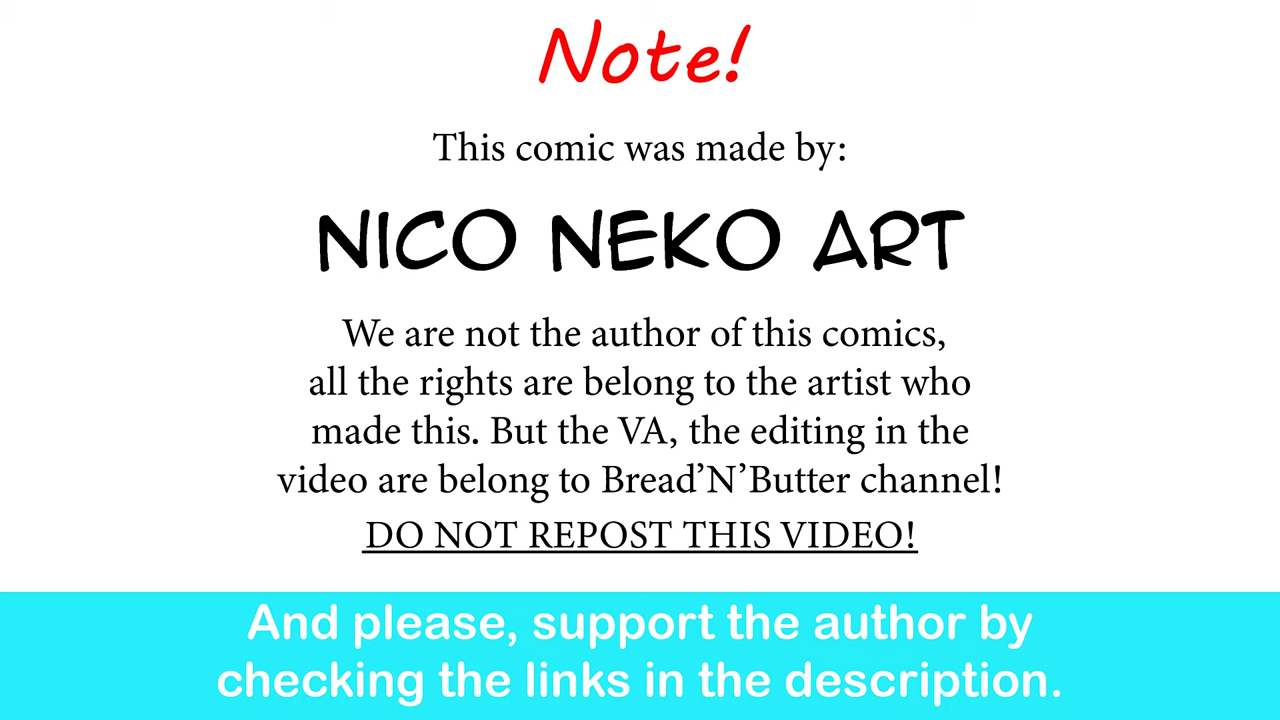 Note!
This comic was made by:
NICO NEKO ART
We are not the author of this comics,
all the rights are belong to the artist who
made this. But the VA, the editing in the
video are belong to Bread’N’Butter channel!
DO NOT REPOST THIS VIDEO!
And please, support the author by
checking the links in the description.